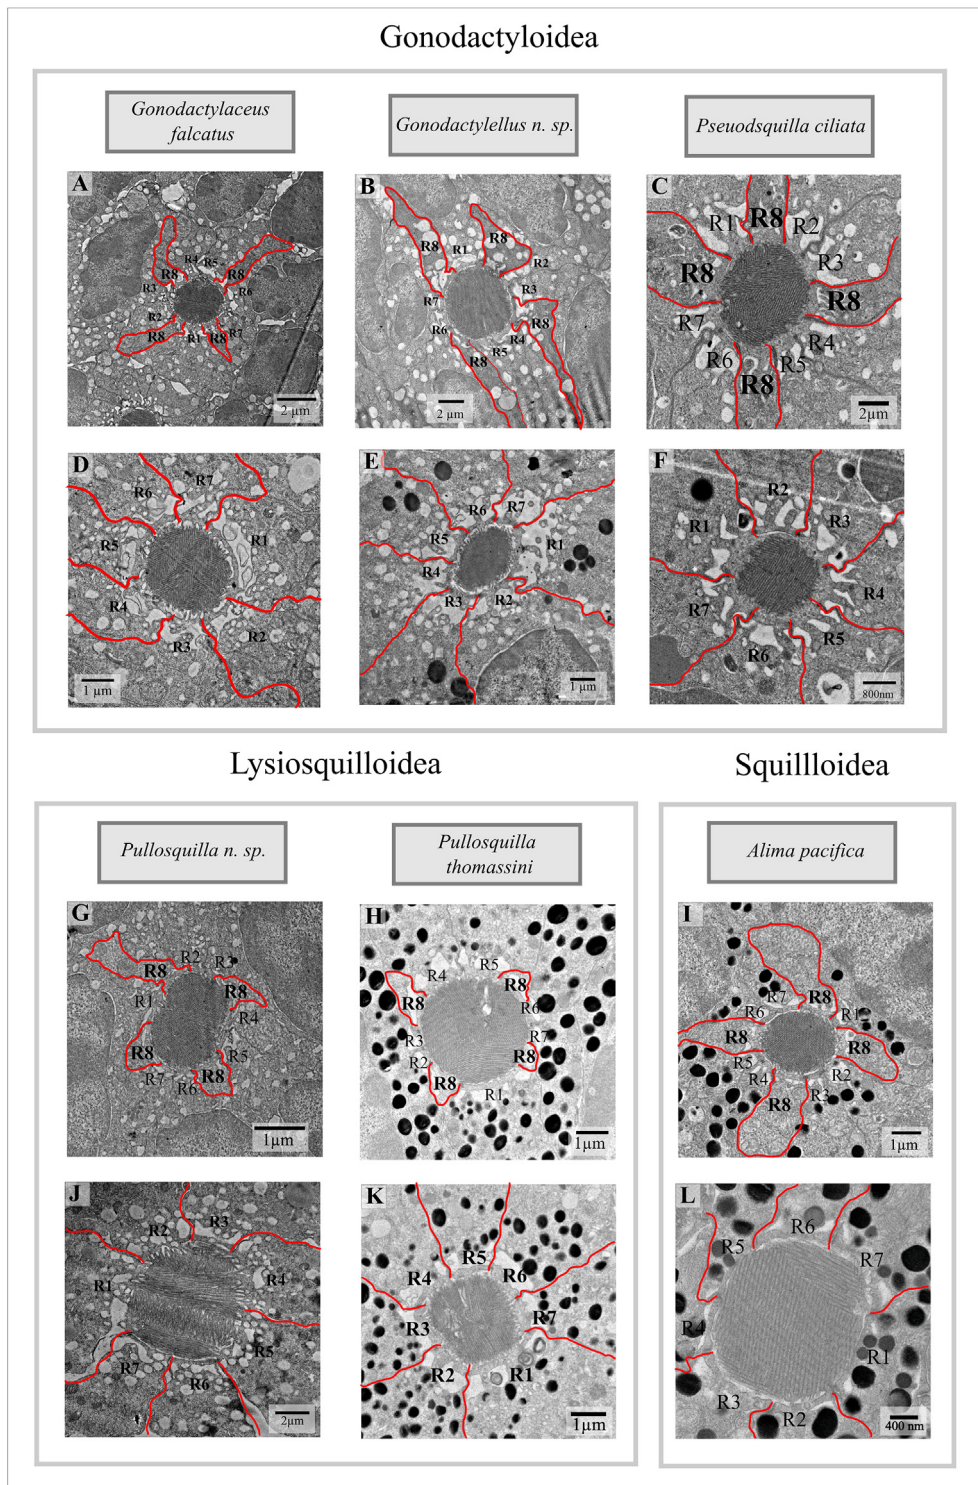 Gonodactyloidea
Gonodactylaceus
falcatus
Gonodactylellus n. sp.
Pseuodsquilla ciliata
A
R8
R4
R5
R8
R3
R6
R2
R8
R1
R8
R7
2 µm
B
R8
R1
R8
R2
R7
R3
R6
R8
R4
R5
R8
2 µm
C
R1
R8
R2
R3
R8
R8
R7
R4
R6
R5
R8
2µm
D
R7
R6
R5
R1
R4
R3
R2
1 µm
E
R6
R7
R5
R1
R4
R3
R2
1 µm
F
R2
R1
R3
R7
R4
R5
R6
800nm
Lysiosquilloidea
Squillloidea
Pullosquilla n. sp.
Pullosquilla
thomassini
Alima pacifica
G
R2
R3
R8
R8
R1
R4
R8
R5
R7
R6
R8
1µm
H
R5
R4
R8
R8
R6
R3
R7
R2
R8
R8
R1
1µm
I
R7
R8
R6
R1
R8
R8
R5
R2
R4
R3
R8
1µm
J
R2
R3
R1
R4
R5
R7
R6
2µm
K
R5
R4
R6
R3
R7
R2
R1
1µm
L
R6
R5
R7
R4
R1
R3
R2
400 nm